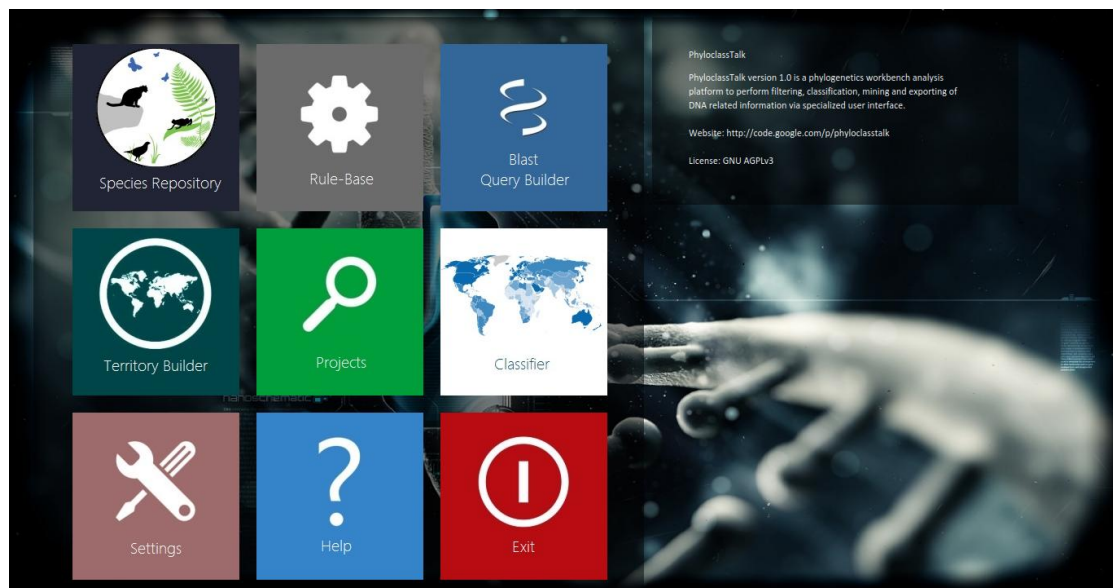 Species Repository
Rule-Base
Blast
Query Builder
PhyloclassTalk
PhyloclassTalk version 1.0 is a phylogenetics workbench analysis
platform to perform filtering, classification, mining and exporting of
DNA related information via specialized user interface.
Website: http://code.google.com/p/phyloclasstalk
License: GNU AGPLv3
Territory Builder
Projects
Classifier
nanoschematic
Settings
?
Help
Exit